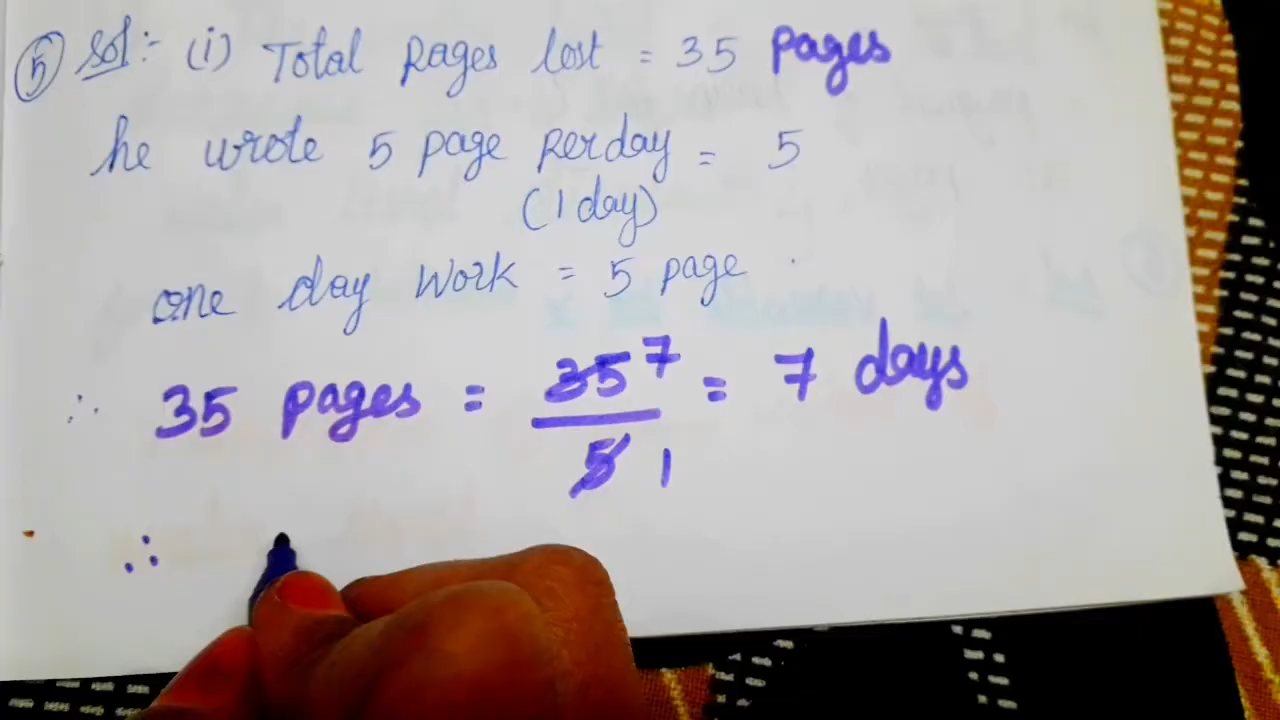 ⑤ Sol:- (i) Total Pages lost = 35 Pages
he wrote 5 page Perday = 5
(1 day)
one day work = 5 page
∴ 35 pages = 35 7 / 5 1 = 7 days
∴